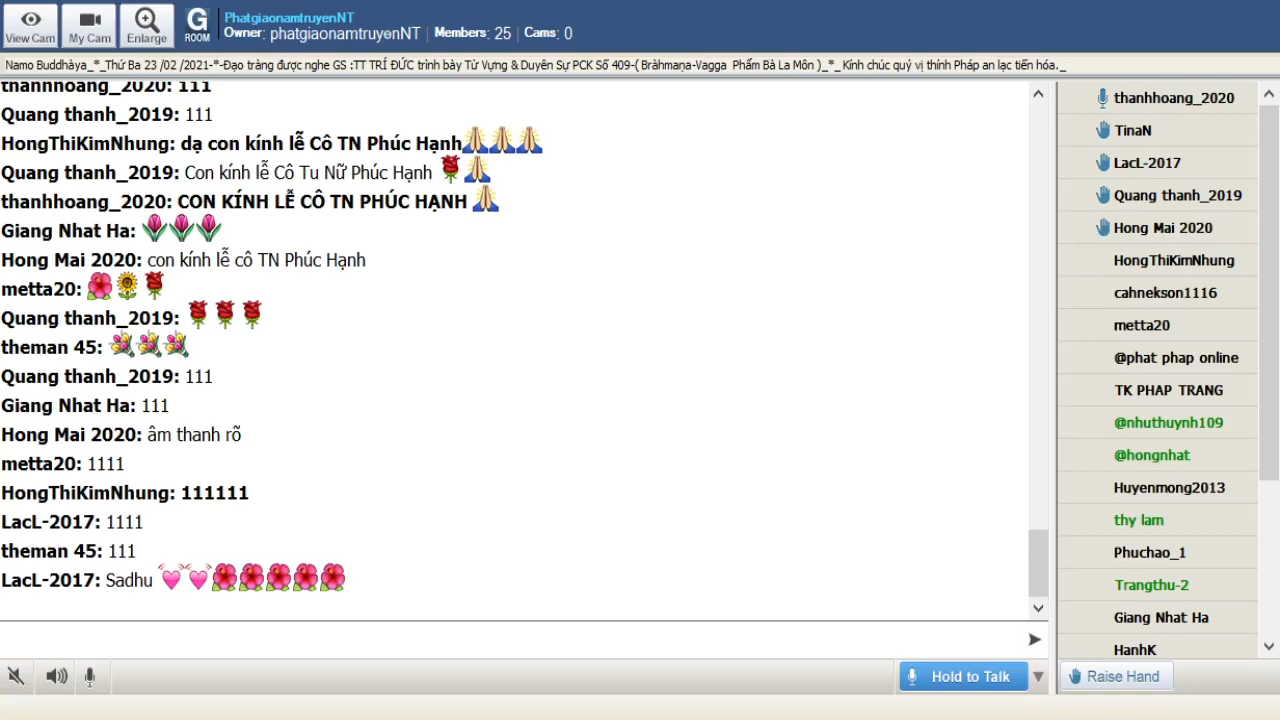 View Cam
My Cam
Enlarge
G
ROOM
PhatgiaonamtruyenNT
Owner: phatgiaonamtruyenNT | Members: 25 | Cams: 0
Namo Buddhàya_*_Thứ Ba 23 /02 /2021-*-Đạo tràng được nghe GS :TT TRÍ ĐỨC trình bày Từ Vựng & Duyên Sự PCK Số 409-( Bràhmaṇa-Vagga Phẩm Bà La Môn )_*_ Kính chúc quý vị thính Pháp an lạc tiến hóa._
thanhhoang_2020: 111
Quang thanh_2019: 111
HongThiKimNhung: dạ con kính lễ Cô TN Phúc Hạnh🙏🙏🙏
Quang thanh_2019: Con kính lễ Cô Tu Nữ Phúc Hạnh 🌹🙏
thanhhoang_2020: CON KÍNH LỄ CÔ TN PHÚC HẠNH 🙏
Giang Nhat Ha: 🌷🌷🌷
Hong Mai 2020: con kính lễ cô TN Phúc Hạnh
metta20: 🌺🌻🌹
Quang thanh_2019: 🌹🌹🌹
theman 45: 💐💐💐
Quang thanh_2019: 111
Giang Nhat Ha: 111
Hong Mai 2020: âm thanh rõ
metta20: 1111
HongThiKimNhung: 111111
LacL-2017: 1111
theman 45: 111
LacL-2017: Sadhu 💓💓🌺🌺🌺🌺🌺
Hold to Talk
thanhhoang_2020
TinaN
LacL-2017
Quang thanh_2019
Hong Mai 2020
HongThiKimNhung
cahnekson1116
metta20
@phat phap online
TK PHAP TRANG
@nhuthuynh109
@hongnhat
Huyenmong2013
thy lam
Phuchao_1
Trangthu-2
Giang Nhat Ha
HanhK
Raise Hand